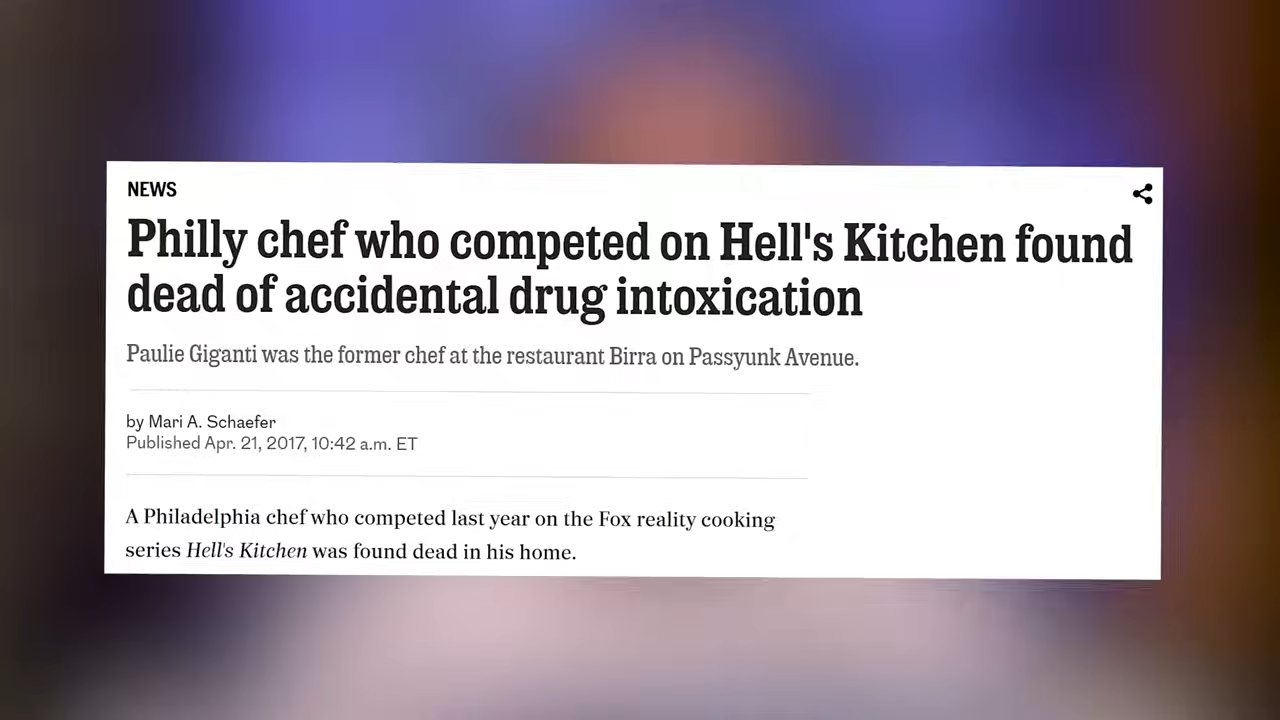 NEWS
Philly chef who competed on Hell's Kitchen found
dead of accidental drug intoxication
Paulie Giganti was the former chef at the restaurant Birra on Passyunk Avenue.
by Mari A. Schaefer
Published Apr. 21, 2017, 10:42 a.m. ET
A Philadelphia chef who competed last year on the Fox reality cooking
series Hell's Kitchen was found dead in his home.